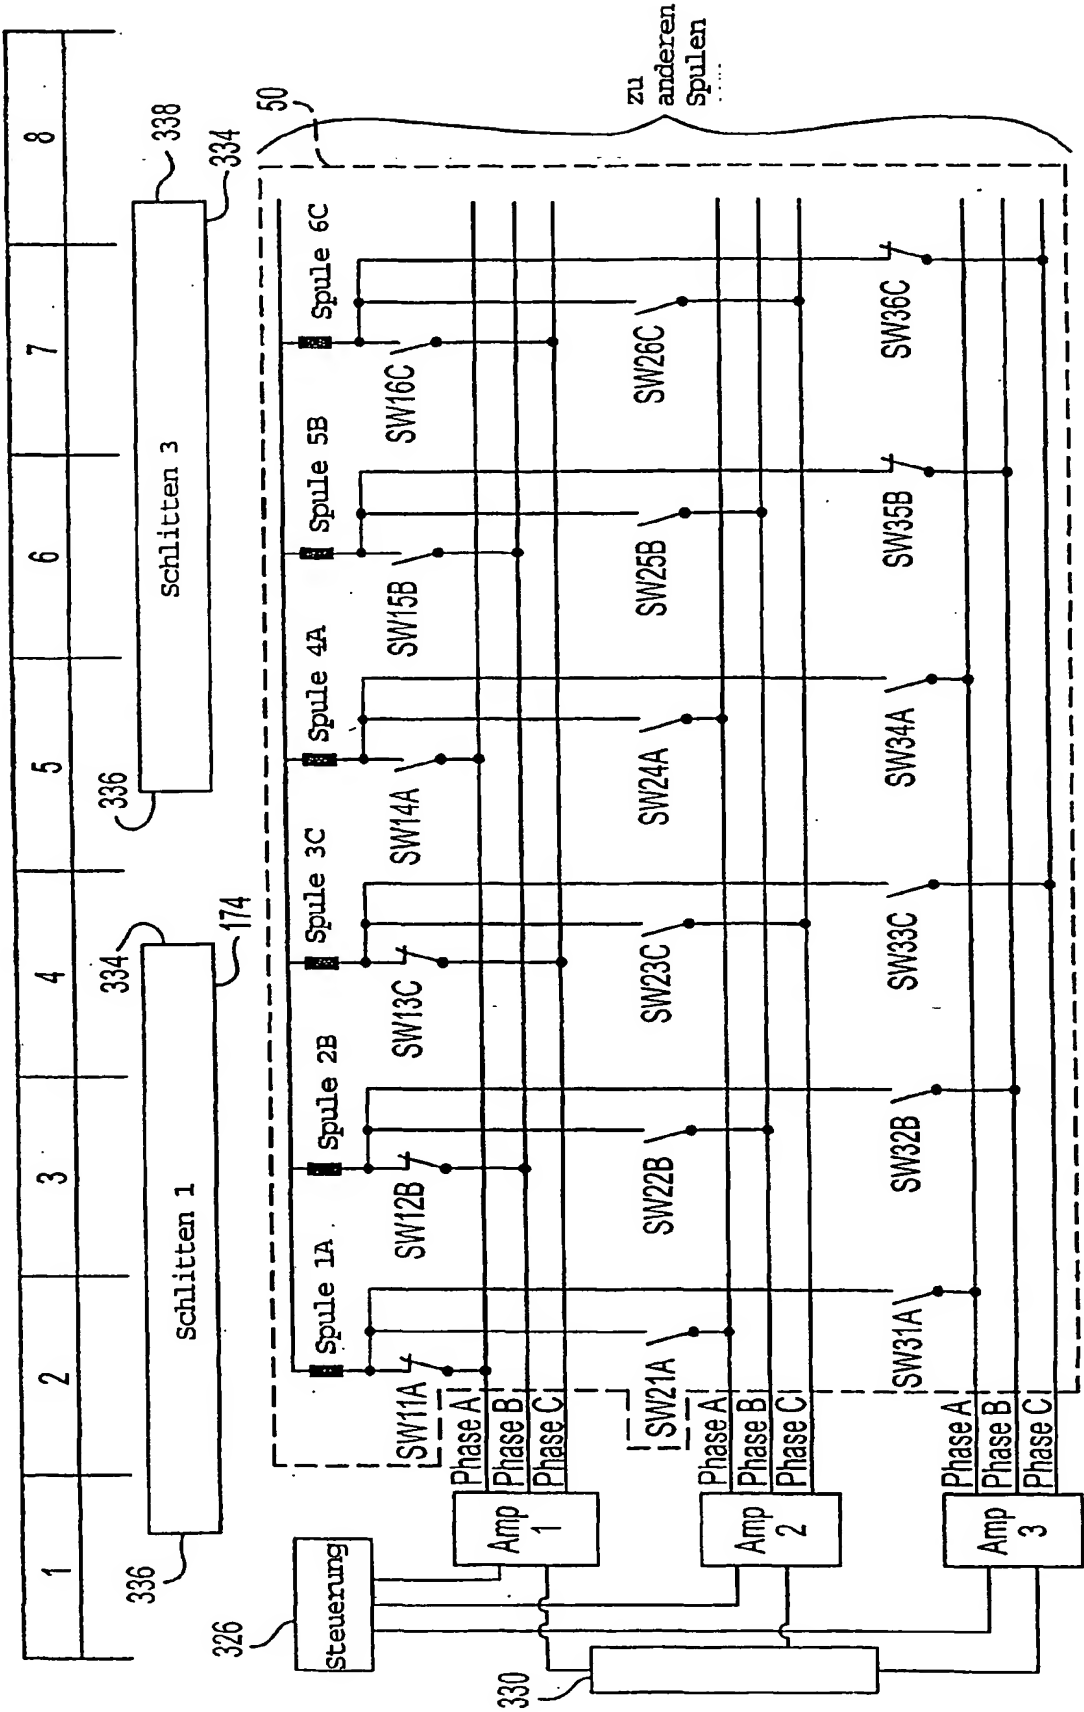 1
2
3
4
5
6
7
8
336
Schlitten 1
334
174
336
Schlitten 3
338
334
50
zu
anderen
Spulen
.....
Spule 1A
Spule 2B
Spule 3C
Spule 4A
Spule 5B
Spule 6C
SW11A
SW12B
SW13C
SW14A
SW15B
SW16C
326
Steuerung
Amp
1
Phase A
Phase B
Phase C
SW21A
SW22B
SW23C
SW24A
SW25B
SW26C
330
Amp
2
Phase A
Phase B
Phase C
SW31A
SW32B
SW33C
SW34A
SW35B
SW36C
Amp
3
Phase A
Phase B
Phase C